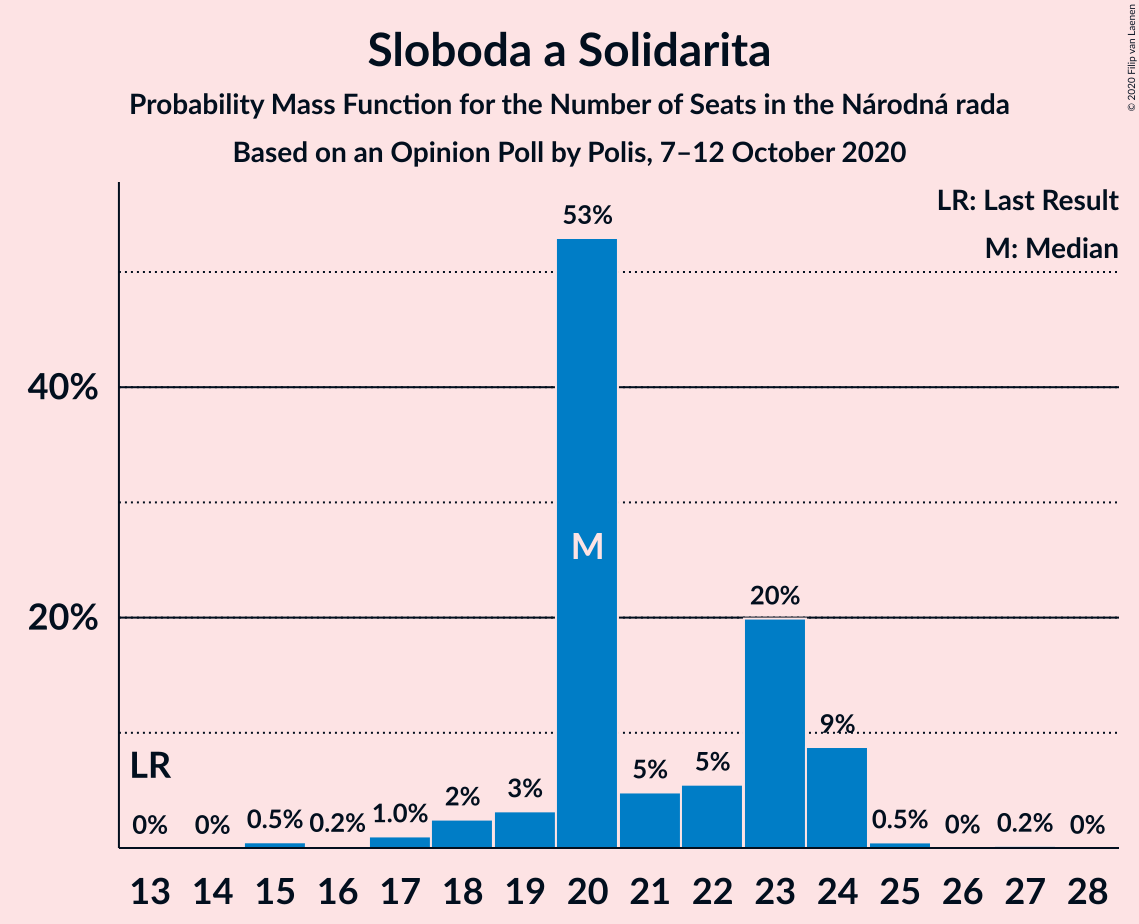 Sloboda a Solidarita
Probability Mass Function for the Number of Seats in the Národná rada
Based on an Opinion Poll by Polis, 7–12 October 2020
© 2020 Filip van Laenen
LR: Last Result
M: Median
40%
20%
LR
M
0%
0%
0.5%
0.2%
1.0%
2%
3%
53%
5%
5%
20%
9%
0.5%
0%
0.2%
0%
13 14 15 16 17 18 19 20 21 22 23 24 25 26 27 28